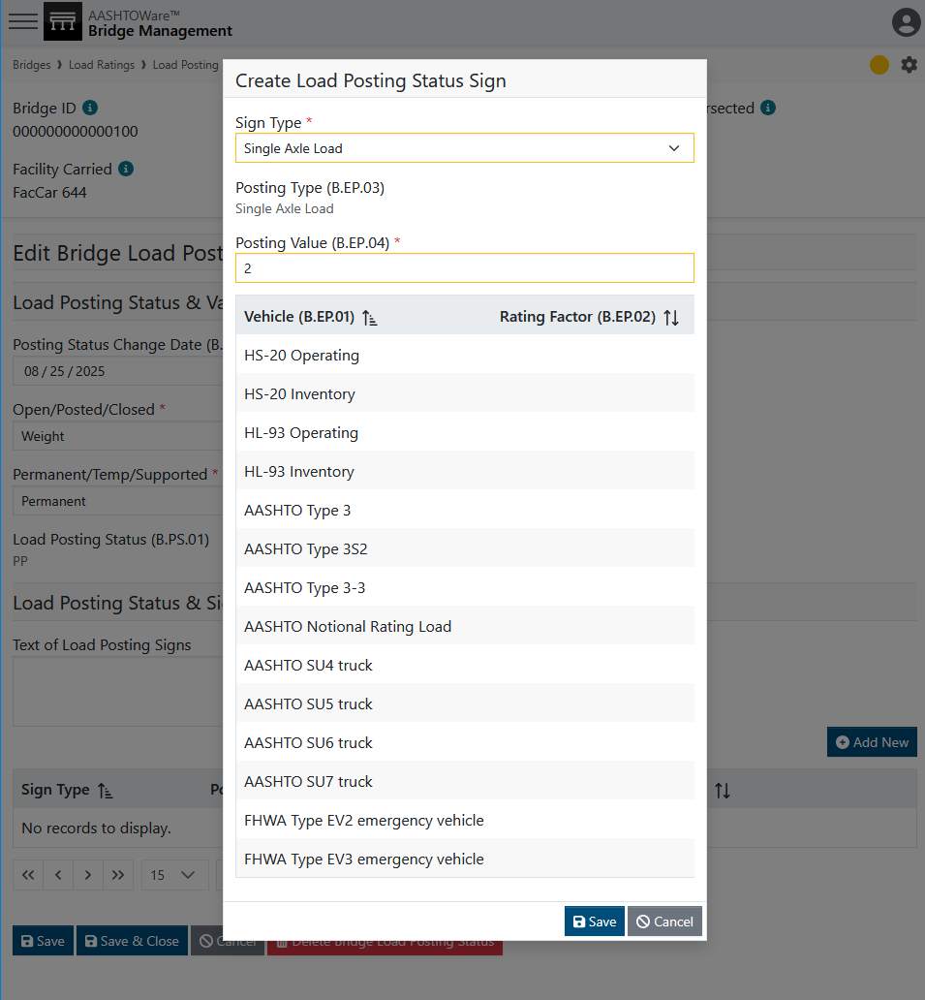 AASHTOWare™
Bridge Management
Bridges › Load Ratings › Load Posting
Create Load Posting Status Sign
Bridge ID
rsected
000000000000100
Sign Type *
Single Axle Load
Facility Carried
FacCar 644
Posting Type (B.EP.03)
Single Axle Load
Posting Value (B.EP.04) *
2
Edit Bridge Load Post
Load Posting Status & Va
Vehicle (B.EP.01) Rating Factor (B.EP.02)
Posting Status Change Date (B.
08 / 25 / 2025
Open/Posted/Closed *
Weight
Permanent/Temp/Supported *
Permanent
Load Posting Status (B.PS.01)
PP
HS-20 Operating
HS-20 Inventory
HL-93 Operating
HL-93 Inventory
AASHTO Type 3
AASHTO Type 3S2
AASHTO Type 3-3
AASHTO Notional Rating Load
AASHTO SU4 truck
AASHTO SU5 truck
AASHTO SU6 truck
AASHTO SU7 truck
FHWA Type EV2 emergency vehicle
FHWA Type EV3 emergency vehicle
Save Cancel
Load Posting Status & Si
Text of Load Posting Signs
Add New
Sign Type Po
No records to display.
15
Save Save & Close Cancel Delete Bridge Load Posting Status